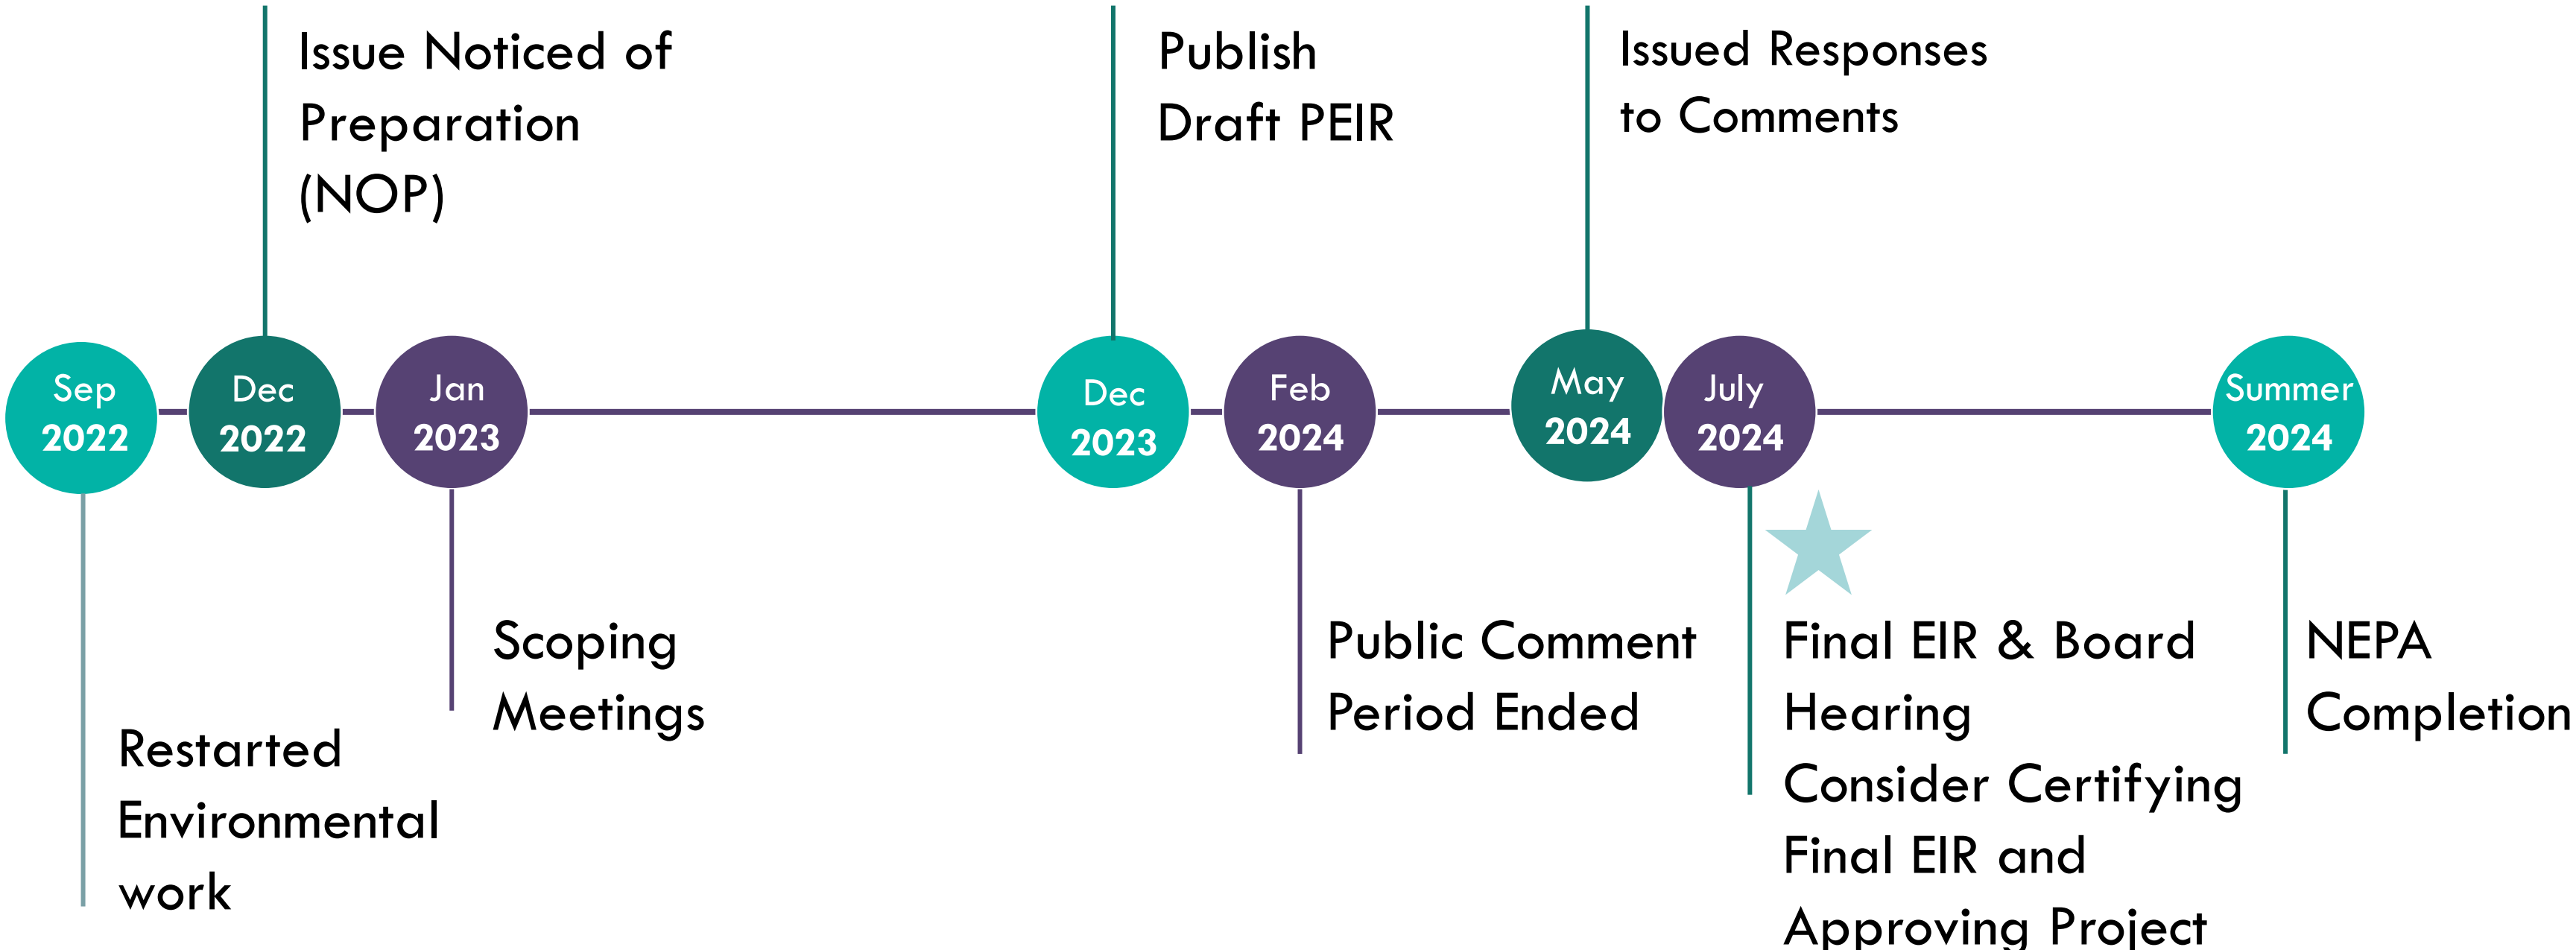 Issue Noticed of
Preparation
(NOP)
Publish
Draft PEIR
Issued Responses
to Comments
Sep
2022
Dec
2022
Jan
2023
Dec
2023
Feb
2024
May
2024
July
2024
Summer
2024
Restarted
Environmental
work
Scoping
Meetings
Public Comment
Period Ended
Final EIR & Board
Hearing
Consider Certifying
Final EIR and
Approving Project
NEPA
Completion